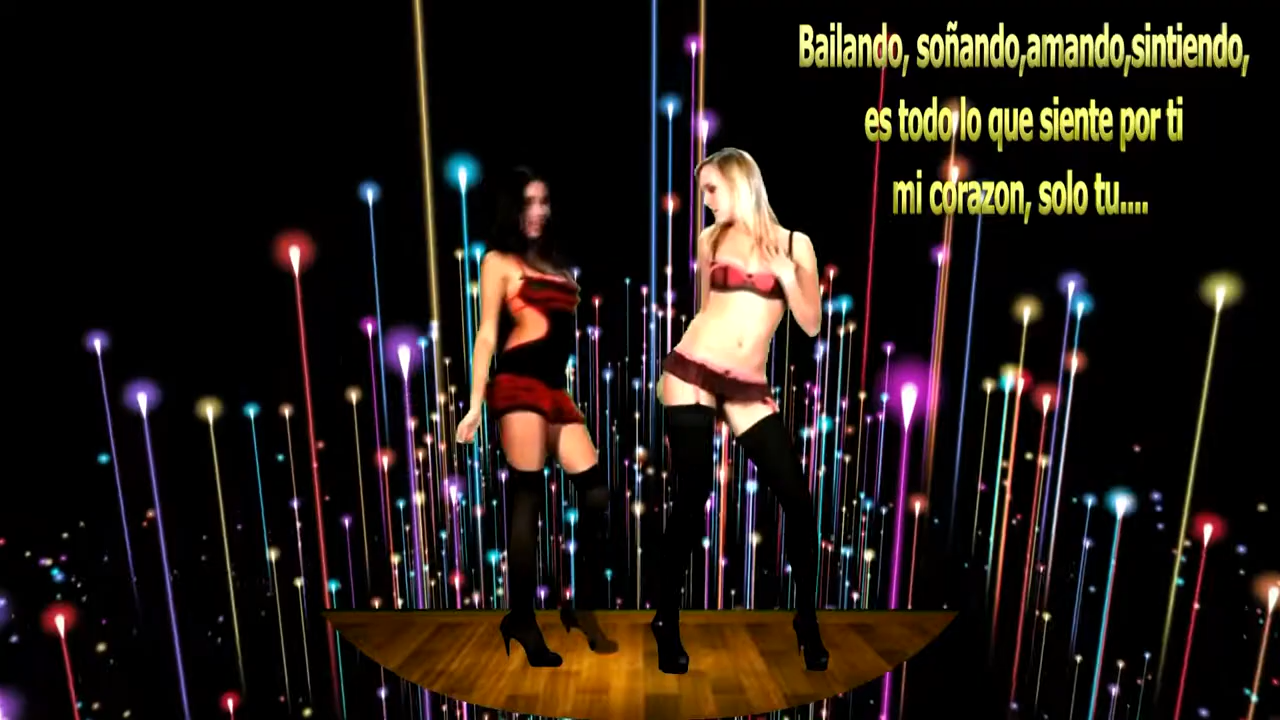 Bailando, soñando,amando,sintiendo,
es todo lo que siente por ti
mi corazon, solo tu....